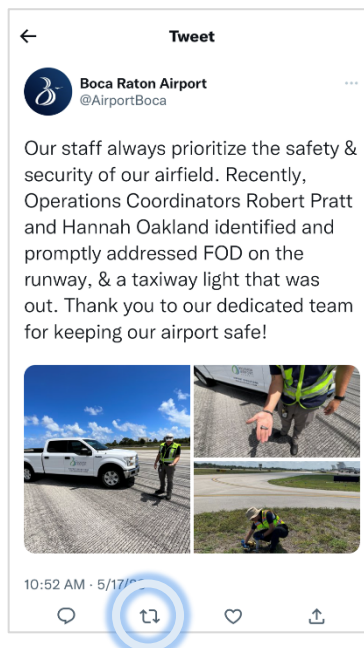 Tweet
Boca Raton Airport
@AirportBoca
Our staff always prioritize the safety &
security of our airfield. Recently,
Operations Coordinators Robert Pratt
and Hannah Oakland identified and
promptly addressed FOD on the
runway, & a taxiway light that was
out. Thank you to our dedicated team
for keeping our airport safe!
10:52 AM · 5/17/